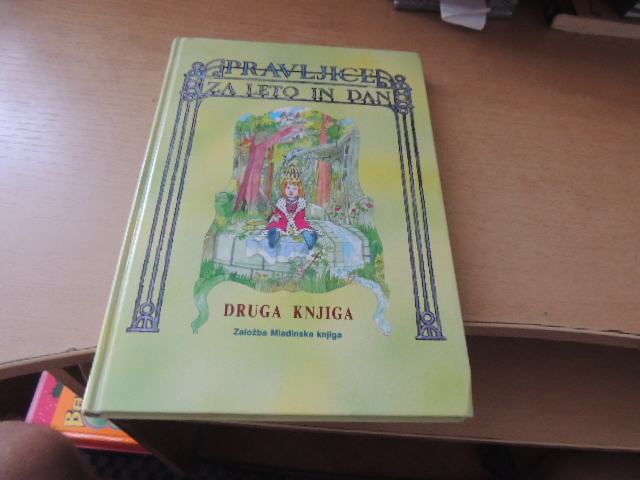 PRAVLJICE
ZA LETO IN DAN
DRUGA KNJIGA
Založba Mladinska knjiga